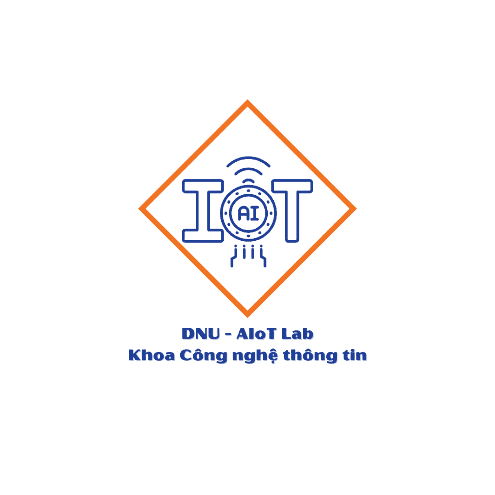 IOT
AI
DNU - AIoT Lab
Khoa Công nghệ thông tin